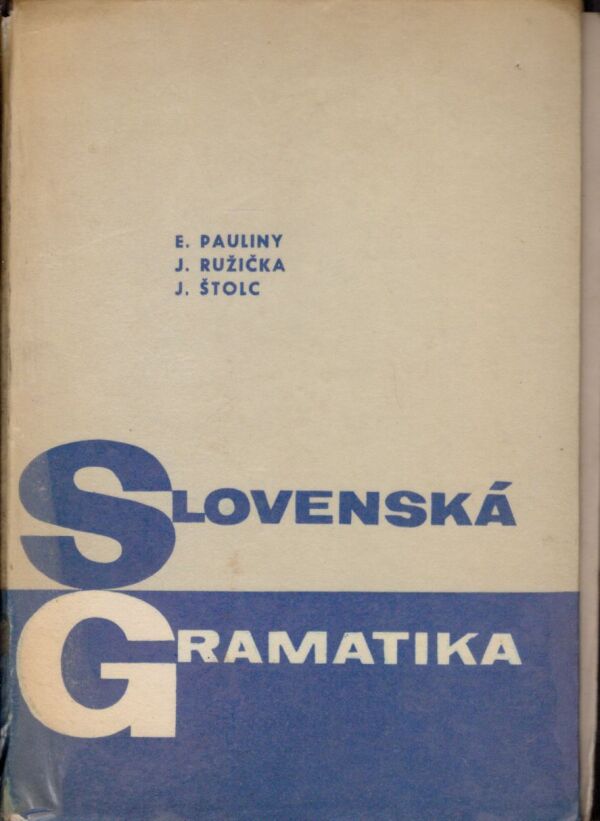 E. PAULINY
J. RUŽIČKA
J. ŠTOLC
SLOVENSKÁ
GRAMATIKA